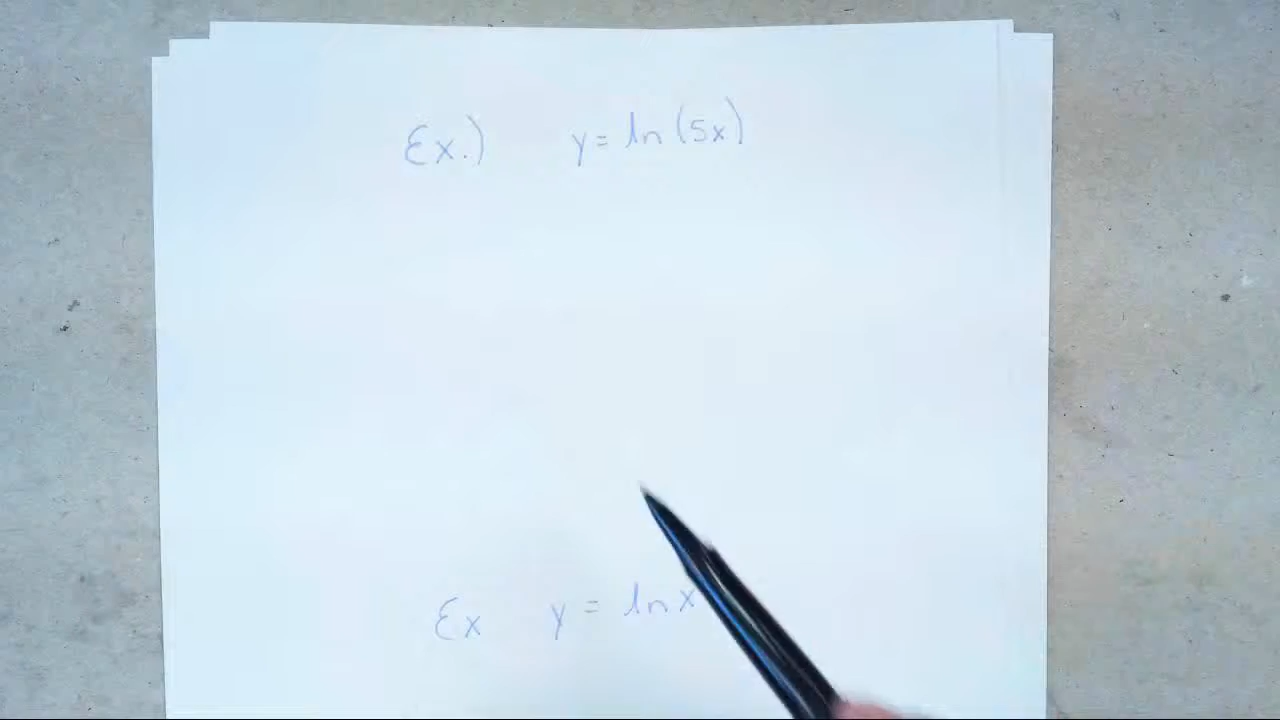 Ex.) y = ln (5x)
Ex y = ln x